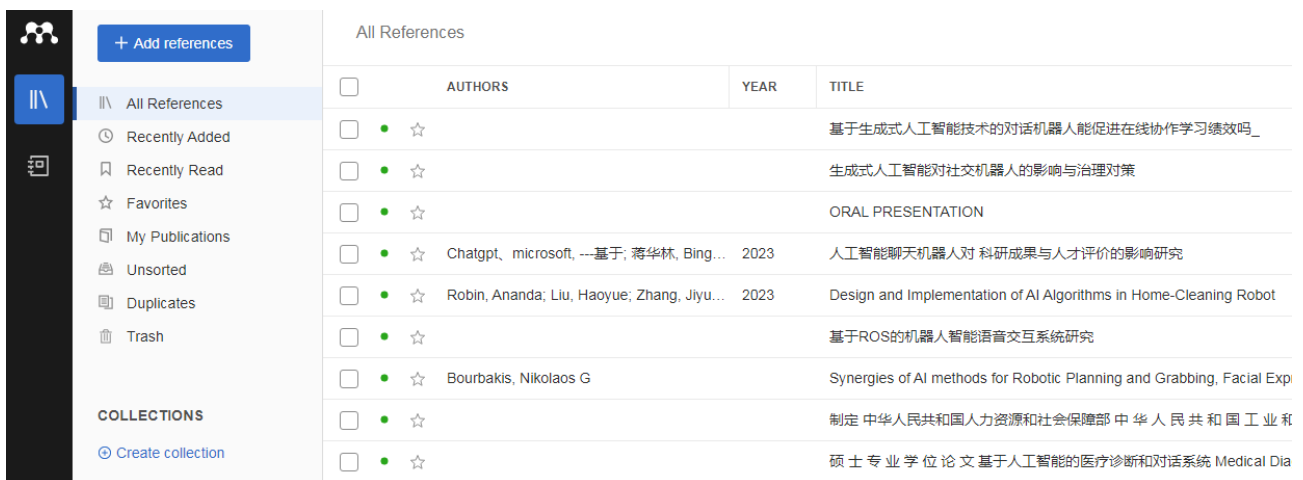 + Add references
All References
Recently Added
Recently Read
Favorites
My Publications
Unsorted
Duplicates
Trash
COLLECTIONS
Create collection
All References
AUTHORS YEAR TITLE
基于生成式人工智能技术的对话机器人能促进在线协作学习绩效吗_
生成式人工智能对社交机器人的影响与治理对策
ORAL PRESENTATION
Chatgpt、microsoft, ---基于; 蒋华林, Bing... 2023 人工智能聊天机器人对 科研成果与人才评价的影响研究
Robin, Ananda; Liu, Haoyue; Zhang, Jiyu... 2023 Design and Implementation of AI Algorithms in Home-Cleaning Robot
基于ROS的机器人智能语音交互系统研究
Bourbakis, Nikolaos G Synergies of AI methods for Robotic Planning and Grabbing, Facial Exp
制定 中华人民共和国人力资源和社会保障部 中 华 人 民 共 和 国 工 业 和
硕 士 专 业 学 位 论 文 基于人工智能的医疗诊断和对话系统 Medical Dia